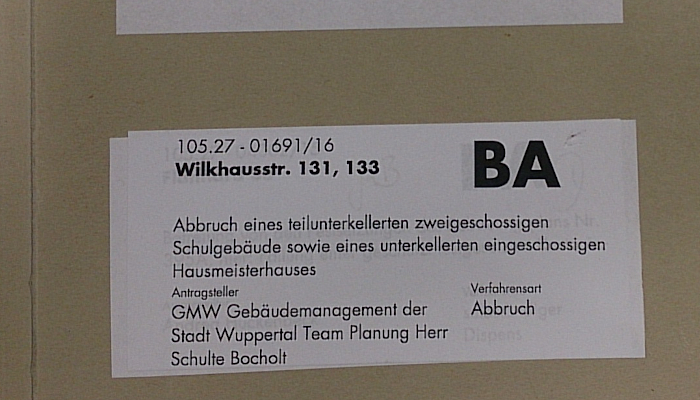 105.27 - 01691/16
BA
Wilkhausstr. 131, 133
Abbruch eines teilunterkellerten zweigeschossigen
Schulgebäude sowie eines unterkellerten eingeschossigen
Hausmeisterhauses
Antragsteller
GMW Gebäudemanagement der
Stadt Wuppertal Team Planung Herr
Schulte Bocholt
Verfahrensart
Abbruch